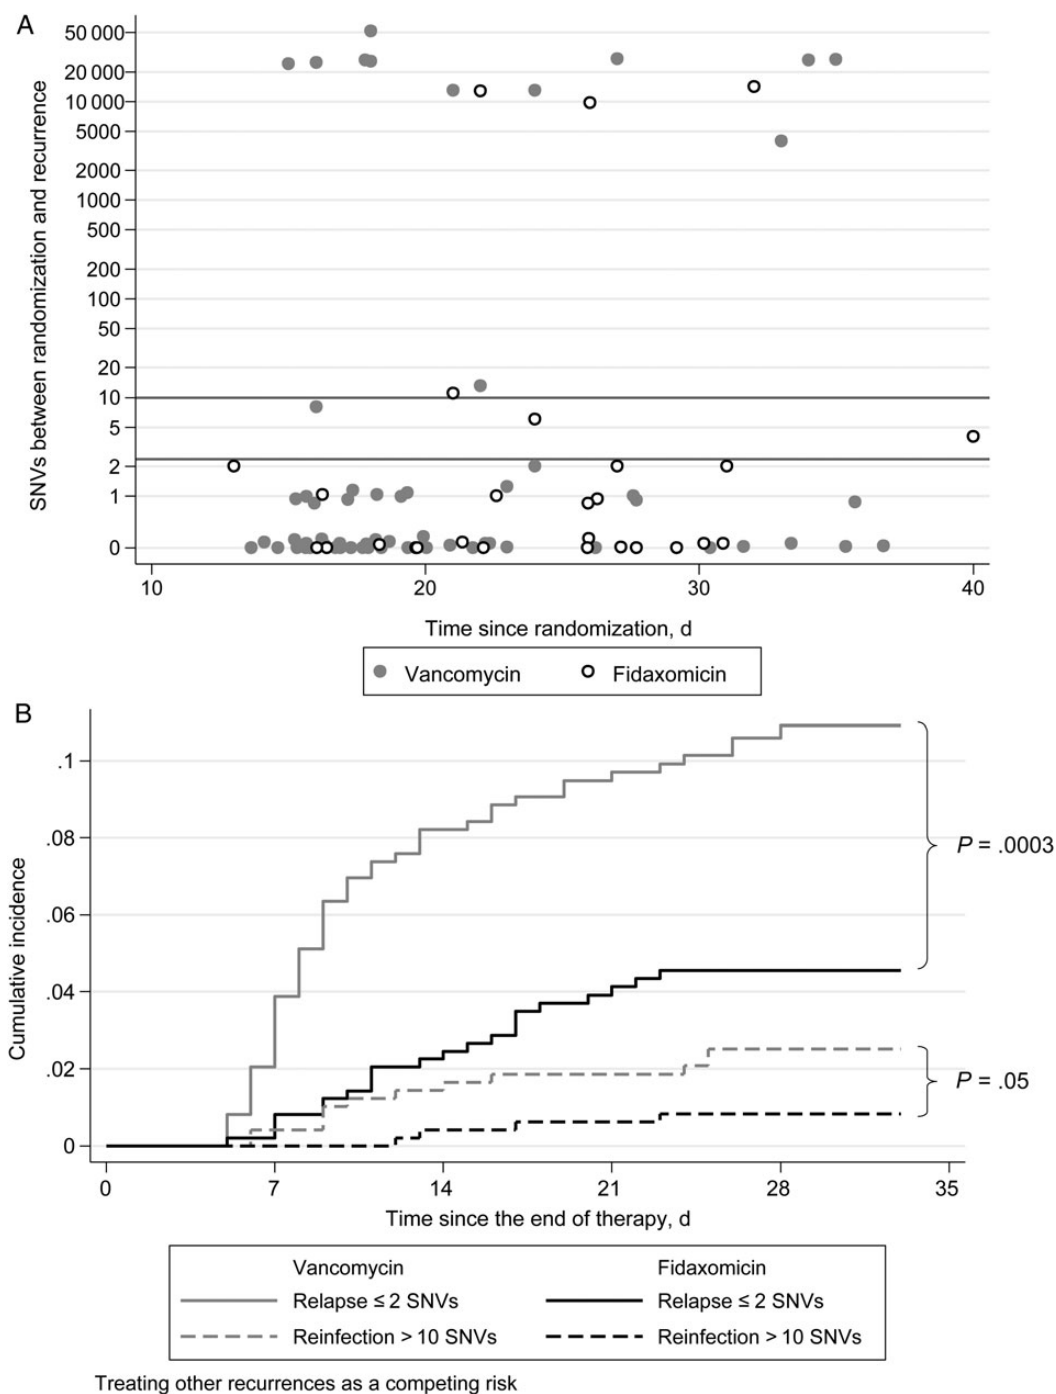 A
SNVs between randomization and recurrence
50 000
20 000
10 000
5000
2000
1000
500
200
100
50
20
10
5
2
1
0
10 20 30 40
Time since randomization, d
Vancomycin Fidaxomicin
B
Cumulative incidence
.1
.08
.06
.04
.02
0
P = .0003
P = .05
0 7 14 21 28 35
Time since the end of therapy, d
Vancomycin Fidaxomicin
Relapse ≤ 2 SNVs Relapse ≤ 2 SNVs
Reinfection > 10 SNVs Reinfection > 10 SNVs
Treating other recurrences as a competing risk